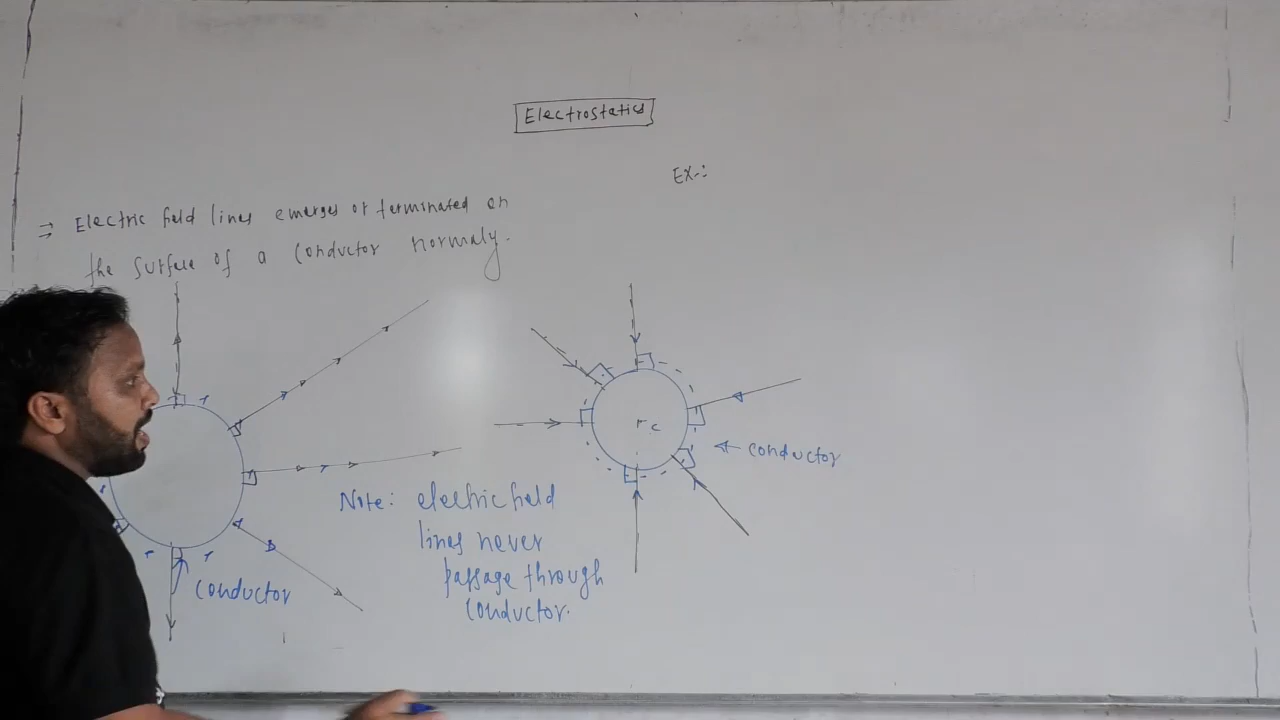 Electrostatics
EX-:
⇒ Electric field lines emerges or terminated on
the surface of a conductor normaly.
conductor
Note: electric field
lines never
passage through
conductor.
conductor